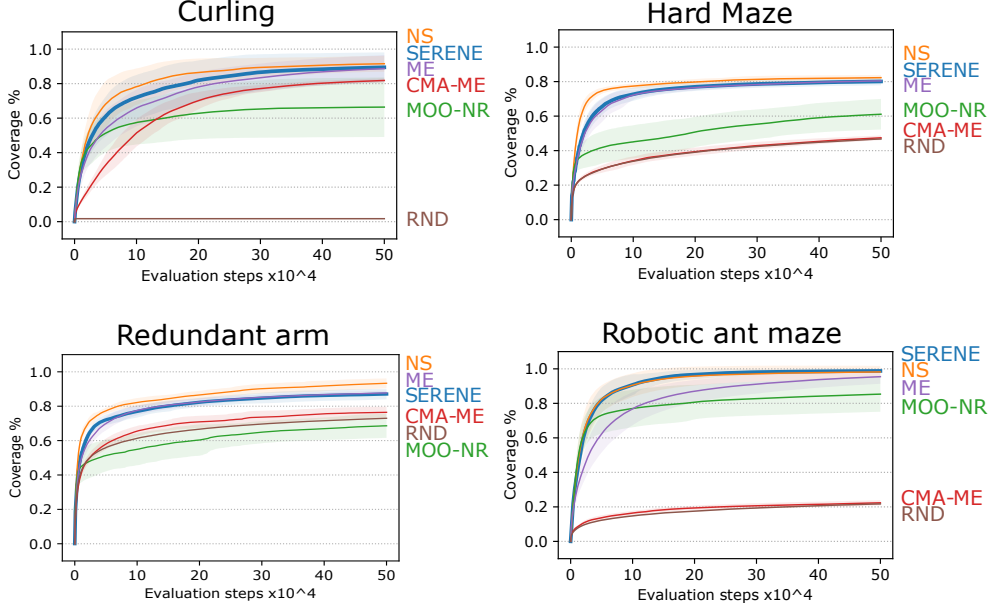 Curling
1.0
0.8
0.6
0.4
0.2
0.0
Coverage %
0
10
20
30
40
50
Evaluation steps x10^4
NS
SERENE
ME
CMA-ME
MOO-NR
RND
Hard Maze
1.0
0.8
0.6
0.4
0.2
0.0
Coverage %
0
10
20
30
40
50
Evaluation steps x10^4
NS
SERENE
ME
MOO-NR
CMA-ME
RND
Redundant arm
1.0
0.8
0.6
0.4
0.2
0.0
Coverage %
0
10
20
30
40
50
Evaluation steps x10^4
NS
ME
SERENE
CMA-ME
RND
MOO-NR
Robotic ant maze
1.0
0.8
0.6
0.4
0.2
0.0
Coverage %
0
10
20
30
40
50
Evaluation steps x10^4
SERENE
NS
ME
MOO-NR
CMA-ME
RND